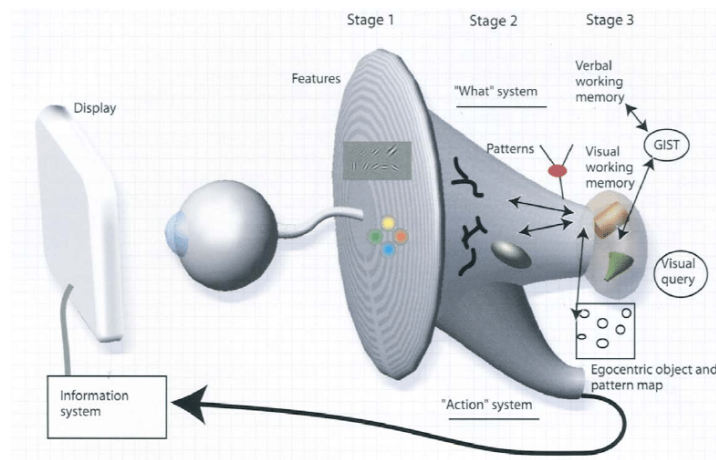 Stage 1
Stage 2
Stage 3
Features
Display
"What" system
Verbal
working
memory
GIST
Patterns
Visual
working
memory
Visual
query
Egocentric object and
pattern map
Information
system
"Action" system